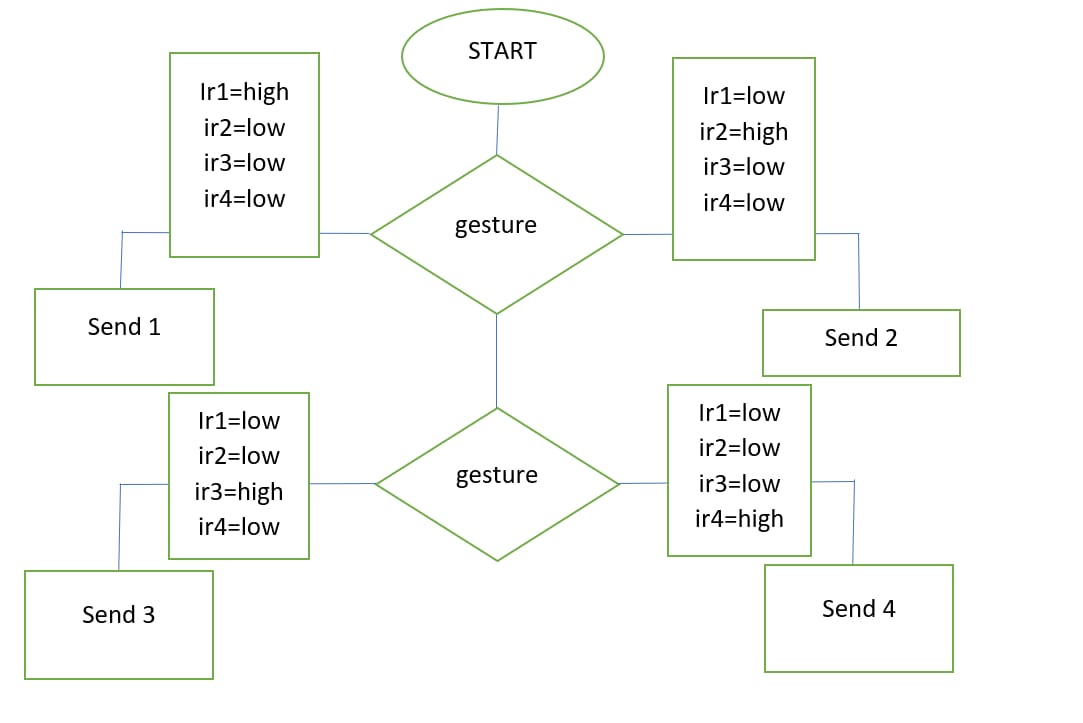 START
Ir1=high
ir2=low
ir3=low
ir4=low
gesture
Ir1=low
ir2=high
ir3=low
ir4=low
Send 1
Send 2
Ir1=low
ir2=low
ir3=high
ir4=low
gesture
Ir1=low
ir2=low
ir3=low
ir4=high
Send 3
Send 4